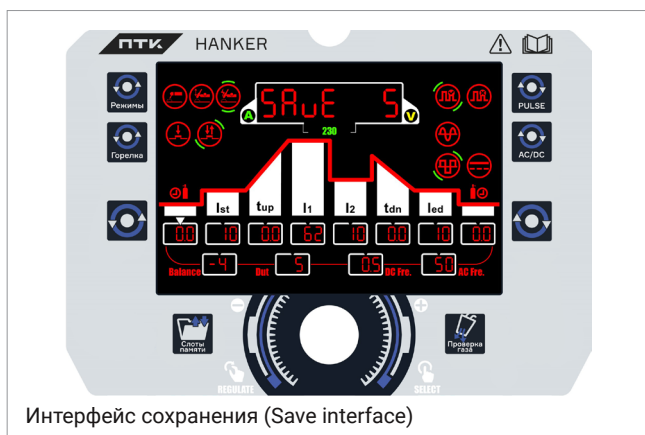 ПТК HANKER
Режимы
Горелка
PULSE
AC/DC
SAvE 5
A
V
230
Ist tup I1 I2 tdn Ied
0.0 10 0.0 62 10 0.0 10 0.0
Balance -4 Dut 5 0.5 DC Fre. 50 AC Fre.
Слоты памяти
Проверка газа
REGULATE
SELECT
Интерфейс сохранения (Save interface)